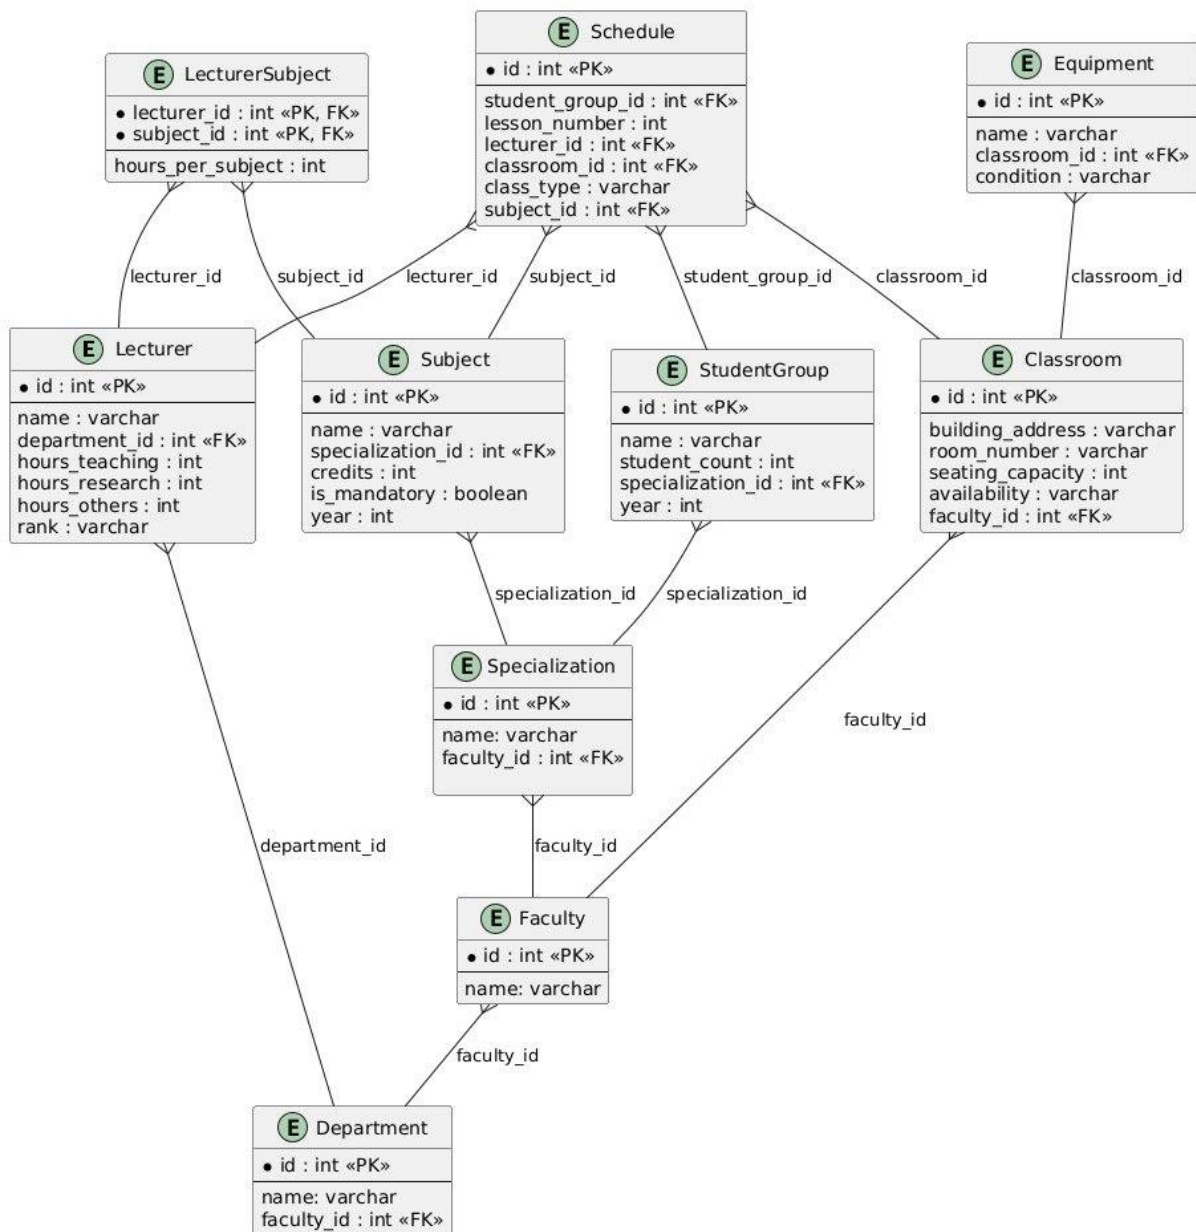 E Schedule
* id : int «PK»
student_group_id : int «FK»
lesson_number : int
lecturer_id : int «FK»
classroom_id : int «FK»
class_type : varchar
subject_id : int «FK»
E LecturerSubject
* lecturer_id : int «PK, FK»
* subject_id : int «PK, FK»
hours_per_subject : int
E Equipment
* id : int «PK»
name : varchar
classroom_id : int «FK»
condition : varchar
lecturer_id
subject_id
lecturer_id
subject_id
student_group_id
classroom_id
classroom_id
E Lecturer
* id : int «PK»
name : varchar
department_id : int «FK»
hours_teaching : int
hours_research : int
hours_others : int
rank : varchar
E Subject
* id : int «PK»
name : varchar
specialization_id : int «FK»
credits : int
is_mandatory : boolean
year : int
E StudentGroup
* id : int «PK»
name : varchar
student_count : int
specialization_id : int «FK»
year : int
E Classroom
* id : int «PK»
building_address : varchar
room_number : varchar
seating_capacity : int
availability : varchar
faculty_id : int «FK»
specialization_id
specialization_id
E Specialization
* id : int «PK»
name: varchar
faculty_id : int «FK»
faculty_id
department_id
faculty_id
E Faculty
* id : int «PK»
name: varchar
faculty_id
E Department
* id : int «PK»
name: varchar
faculty_id : int «FK»